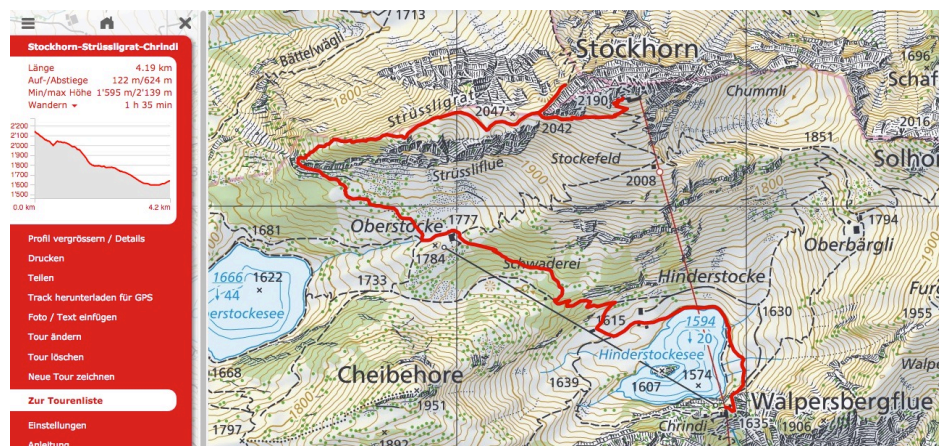 Stockhorn-Strüssligrat-Chrindi
Länge 4.19 km
Auf-/Abstiege 122 m/624 m
Min/max Höhe 1'595 m/2'139 m
Wandern 1 h 35 min
2'200
2'100
2'000
1'900
1'800
1'700
1'600
1'500
0.0 km 4.2 km
Profil vergrössern / Details
Drucken
Teilen
Track herunterladen für GPS
Foto / Text einfügen
Tour ändern
Tour löschen
Neue Tour zeichnen
Zur Tourenliste
Einstellungen
Anleitung
1713
Bättelwägli
Stockhorn
1696
Schaf
1800
Strüssligrat
2047
2190
2042
Chummli
2016
1851
Strüssliflue
Stockefeld
1900
2008
1800
Solhor
1681
Oberstocke
1777
1784
Schwaderei
1794
Oberbärgli
1666
1622
44
erstockesee
1733
Hinderstocke
1615
1594
20
1630
Furg
1955
Hinderstockesee
1668
Cheibehore
1639
1607
1574
Walpe
1951
Walpersbergflue
1797
1892
Chrindi
1635
1906